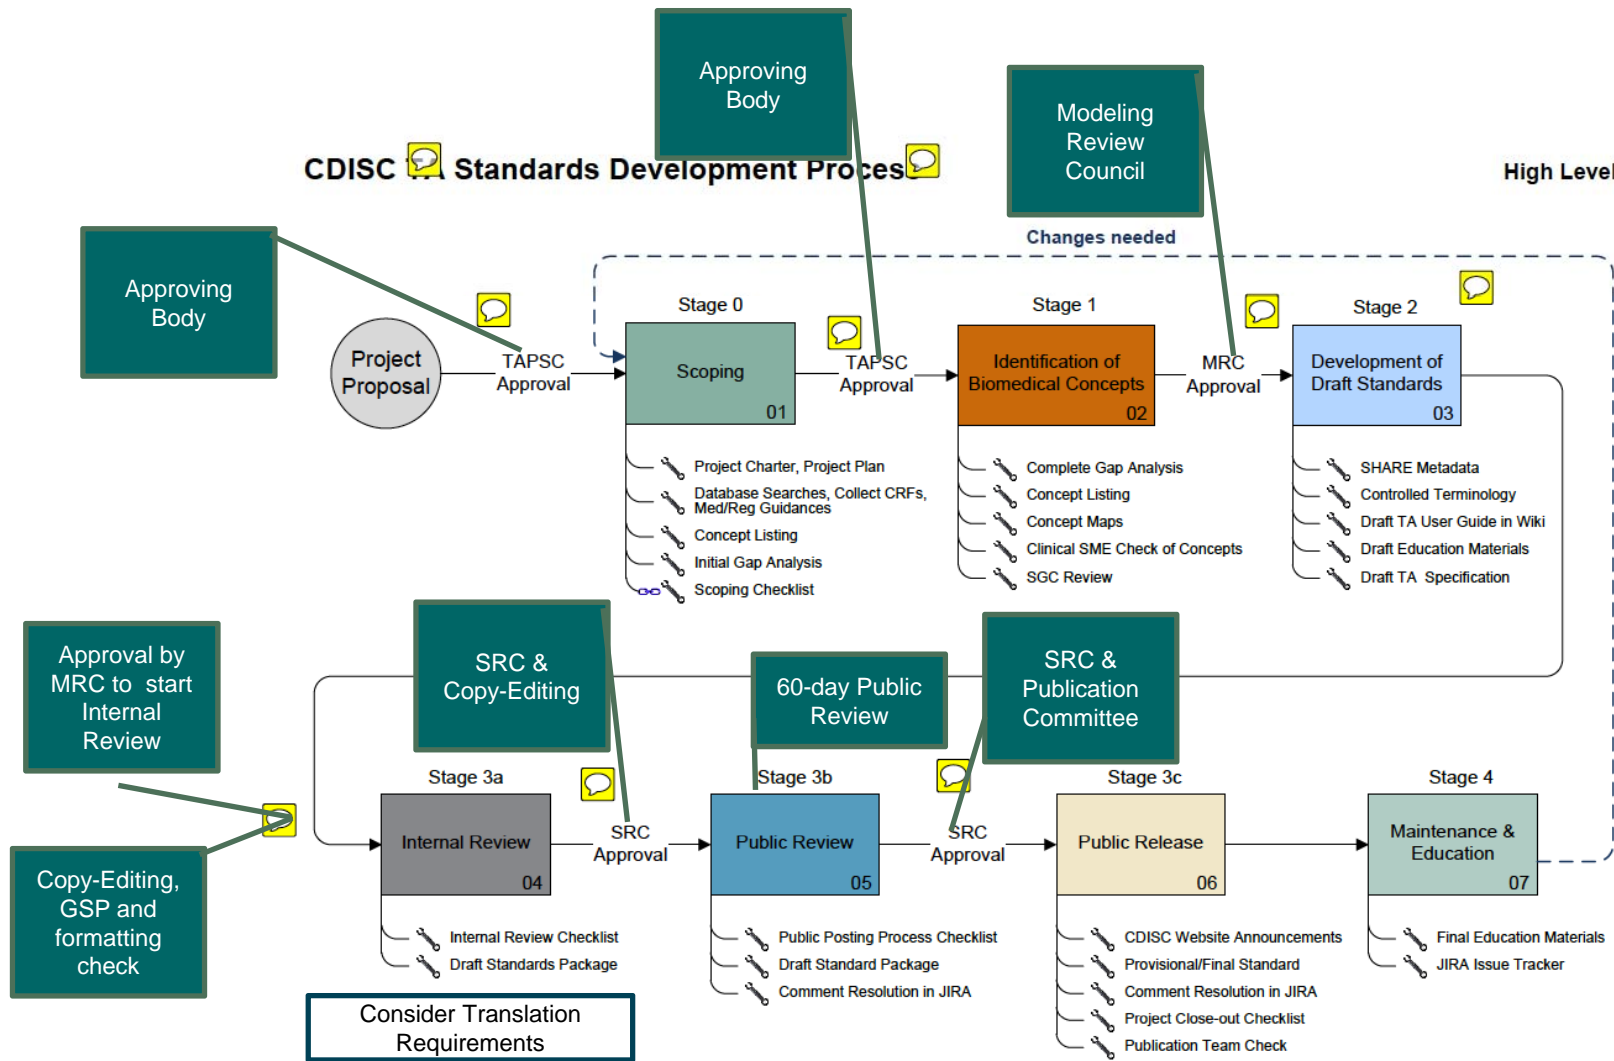 Approving
Body
Modeling
Review
Council
CDISC TA Standards Development Process
High Level
Approving
Body
Changes needed
Stage 0
Stage 1
Stage 2
Project
Proposal
TAPSC
Approval
Scoping
01
TAPSC
Approval
Identification of
Biomedical Concepts
02
MRC
Approval
Development of
Draft Standards
03
Project Charter, Project Plan
Database Searches, Collect CRFs,
Med/Reg Guidances
Concept Listing
Initial Gap Analysis
Scoping Checklist
Complete Gap Analysis
Concept Listing
Concept Maps
Clinical SME Check of Concepts
SGC Review
SHARE Metadata
Controlled Terminology
Draft TA User Guide in Wiki
Draft Education Materials
Draft TA Specification
Approval by
MRC to start
Internal
Review
SRC &
Copy-Editing
60-day Public
Review
SRC &
Publication
Committee
Stage 3a
Stage 3b
Stage 3c
Stage 4
Internal Review
04
SRC
Approval
Public Review
05
SRC
Approval
Public Release
06
Maintenance &
Education
07
Copy-Editing,
GSP and
formatting
check
Internal Review Checklist
Draft Standards Package
Public Posting Process Checklist
Draft Standard Package
Comment Resolution in JIRA
CDISC Website Announcements
Provisional/Final Standard
Comment Resolution in JIRA
Project Close-out Checklist
Publication Team Check
Final Education Materials
JIRA Issue Tracker
Consider Translation
Requirements